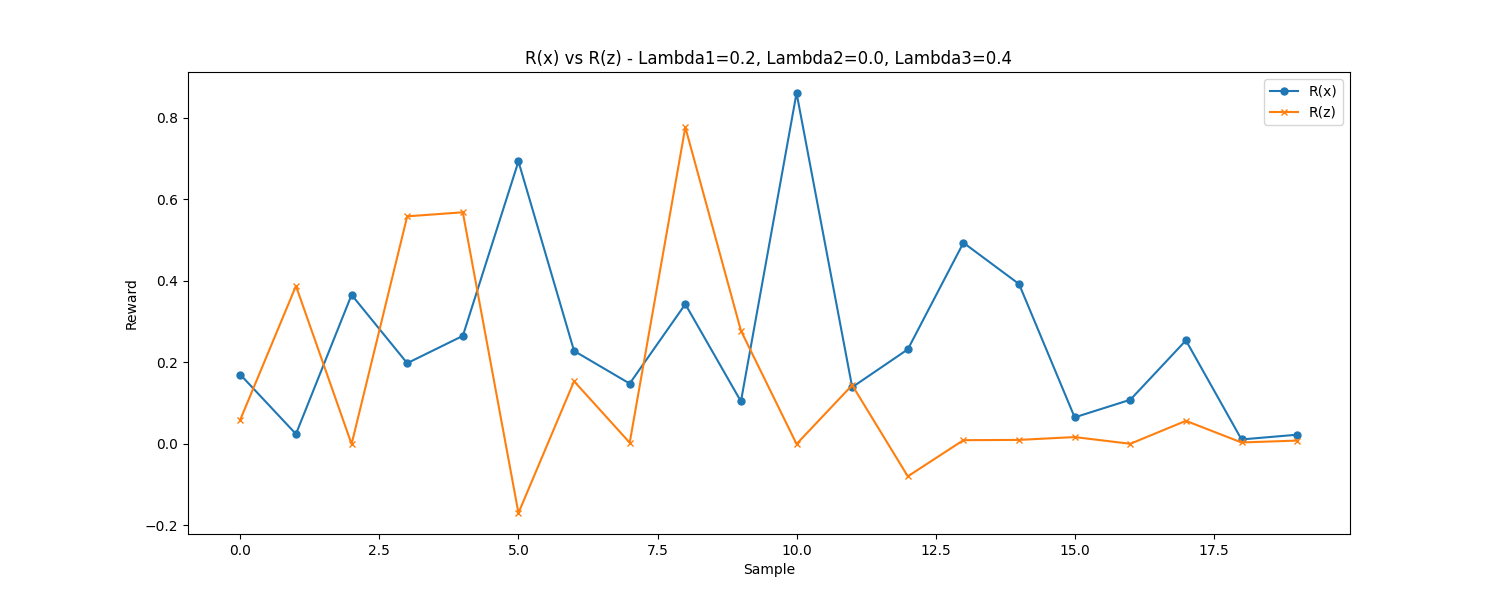 R(x) vs R(z) - Lambda1=0.2, Lambda2=0.0, Lambda3=0.4
R(x)
R(z)
0.8
0.6
0.4
0.2
0.0
−0.2
Reward
0.0 2.5 5.0 7.5 10.0 12.5 15.0 17.5
Sample